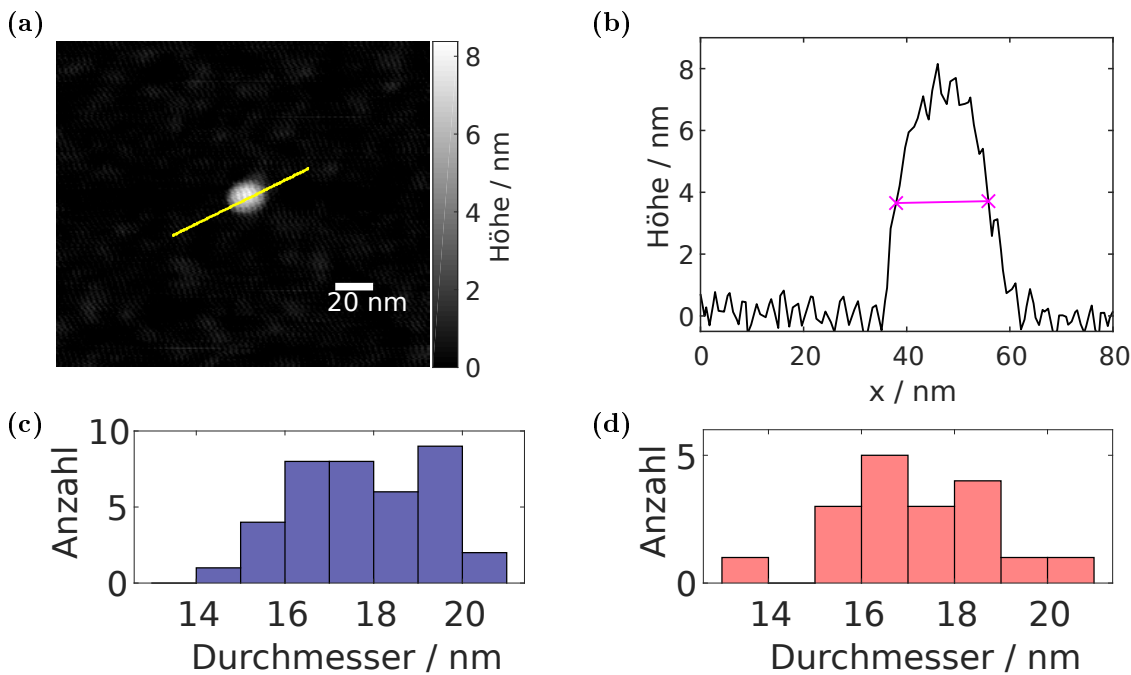 (a)
8
6
4
2
0
Höhe / nm
20 nm
(b)
8
6
4
2
0
Höhe / nm
0 20 40 60 80
x / nm
(c)
10
5
0
Anzahl
14 16 18 20
Durchmesser / nm
(d)
5
0
Anzahl
14 16 18 20
Durchmesser / nm